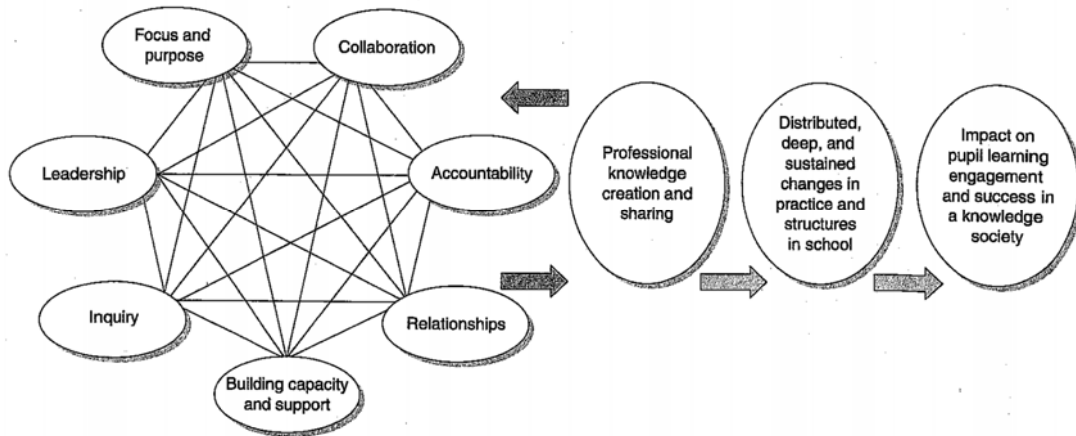 Focus and
purpose
Collaboration
Leadership
Accountability
Inquiry
Relationships
Building capacity
and support
Professional
knowledge
creation and
sharing
Distributed,
deep, and
sustained
changes in
practice and
structures
in school
Impact on
pupil learning
engagement
and success in
a knowledge
society